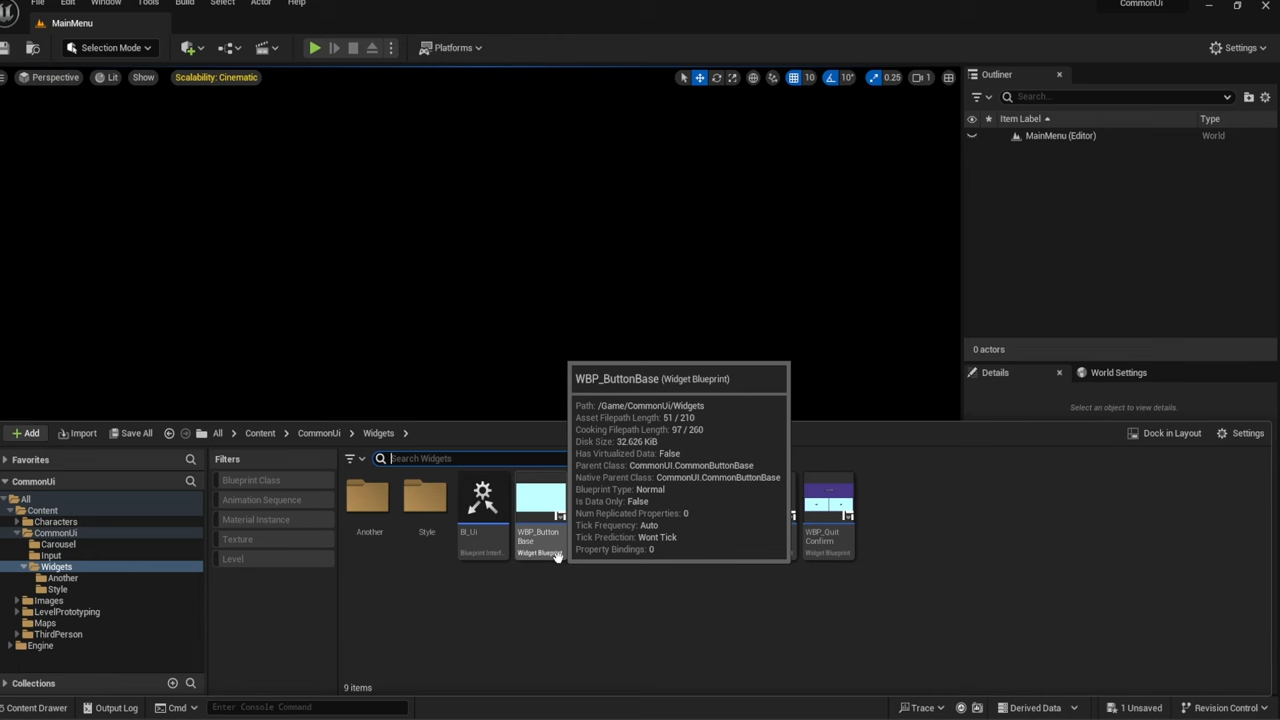 File Edit Window Tools Build Select Actor Help
CommonUi
MainMenu
Selection Mode
Platforms
Settings
Perspective
Lit
Show
Scalability: Cinematic
10
10°
0.25
1
Outliner
Search...
Item Label
Type
MainMenu (Editor)
World
0 actors
Details
World Settings
Select an object to view details.
Add
Import
Save All
All
Content
CommonUi
Widgets
Dock in Layout
Settings
Favorites
CommonUi
All
Content
Characters
CommonUi
Carousel
Input
Widgets
Another
Style
Images
LevelPrototyping
Maps
ThirdPerson
Engine
Collections
Filters
Blueprint Class
Animation Sequence
Material Instance
Texture
Level
Search Widgets
Another
Style
BI_Ui
Blueprint Interf..
WBP_Button
Base
Widget Blueprint
WBP_ButtonBase (Widget Blueprint)
Path: /Game/CommonUi/Widgets
Asset Filepath Length: 51 / 210
Cooking Filepath Length: 97 / 260
Disk Size: 32.626 KiB
Has Virtualized Data: False
Parent Class: CommonUI.CommonButtonBase
Native Parent Class: CommonUI.CommonButtonBase
Blueprint Type: Normal
Is Data Only: False
Num Replicated Properties: 0
Tick Frequency: Auto
Tick Prediction: Wont Tick
Property Bindings: 0
WBP_Quit
Confirm
Widget Blueprint
9 items
Content Drawer
Output Log
Cmd
Enter Console Command
Trace
Derived Data
1 Unsaved
Revision Control